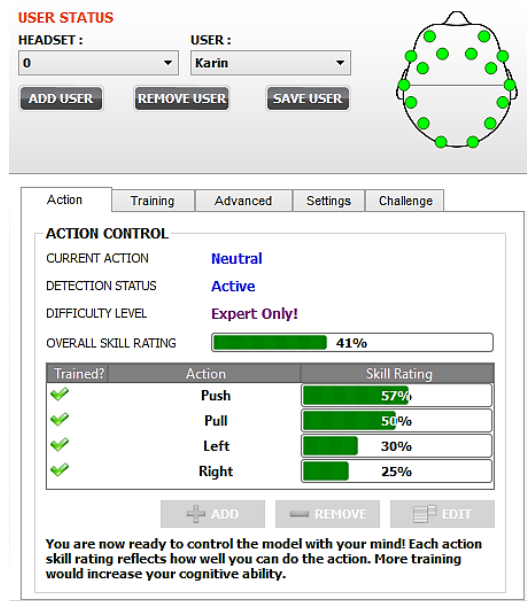 USER STATUS
HEADSET : USER :
0 Karin
ADD USER REMOVE USER SAVE USER
Action Training Advanced Settings Challenge
ACTION CONTROL
CURRENT ACTION Neutral
DETECTION STATUS Active
DIFFICULTY LEVEL Expert Only!
OVERALL SKILL RATING 41%
Trained? Action Skill Rating
Push 57%
Pull 50%
Left 30%
Right 25%
ADD REMOVE EDIT
You are now ready to control the model with your mind! Each action
skill rating reflects how well you can do the action. More training
would increase your cognitive ability.